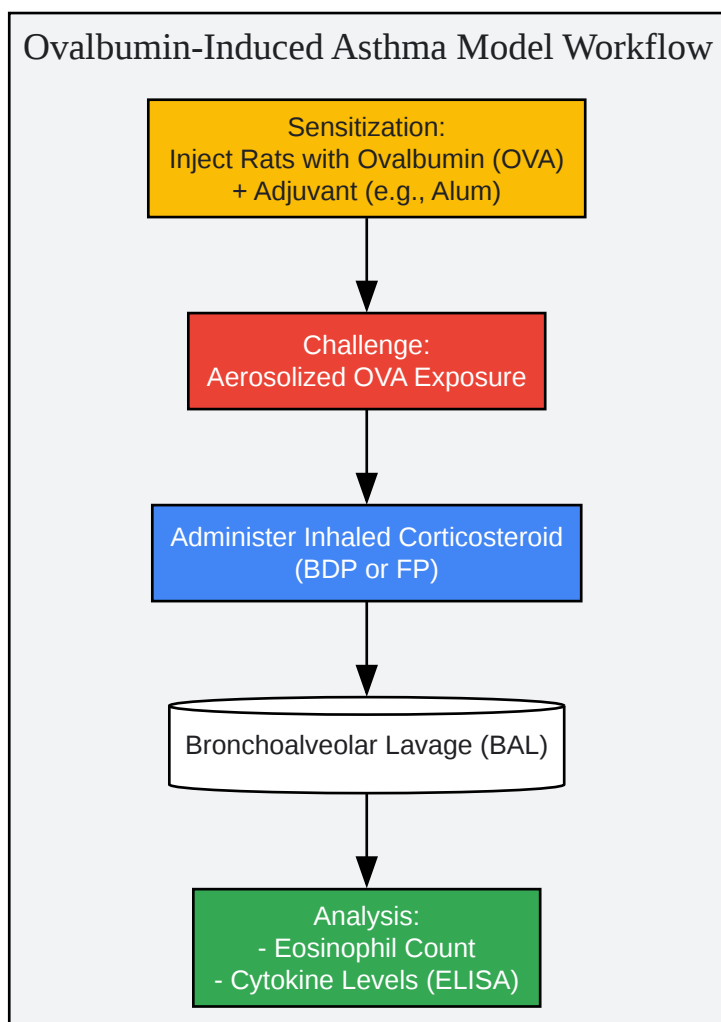 Ovalbumin-Induced Asthma Model Workflow
Sensitization:
Inject Rats with Ovalbumin (OVA)
+ Adjuvant (e.g., Alum)
Challenge:
Aerosolized OVA Exposure
Administer Inhaled Corticosteroid
(BDP or FP)
Bronchoalveolar Lavage (BAL)
Analysis:
- Eosinophil Count
- Cytokine Levels (ELISA)